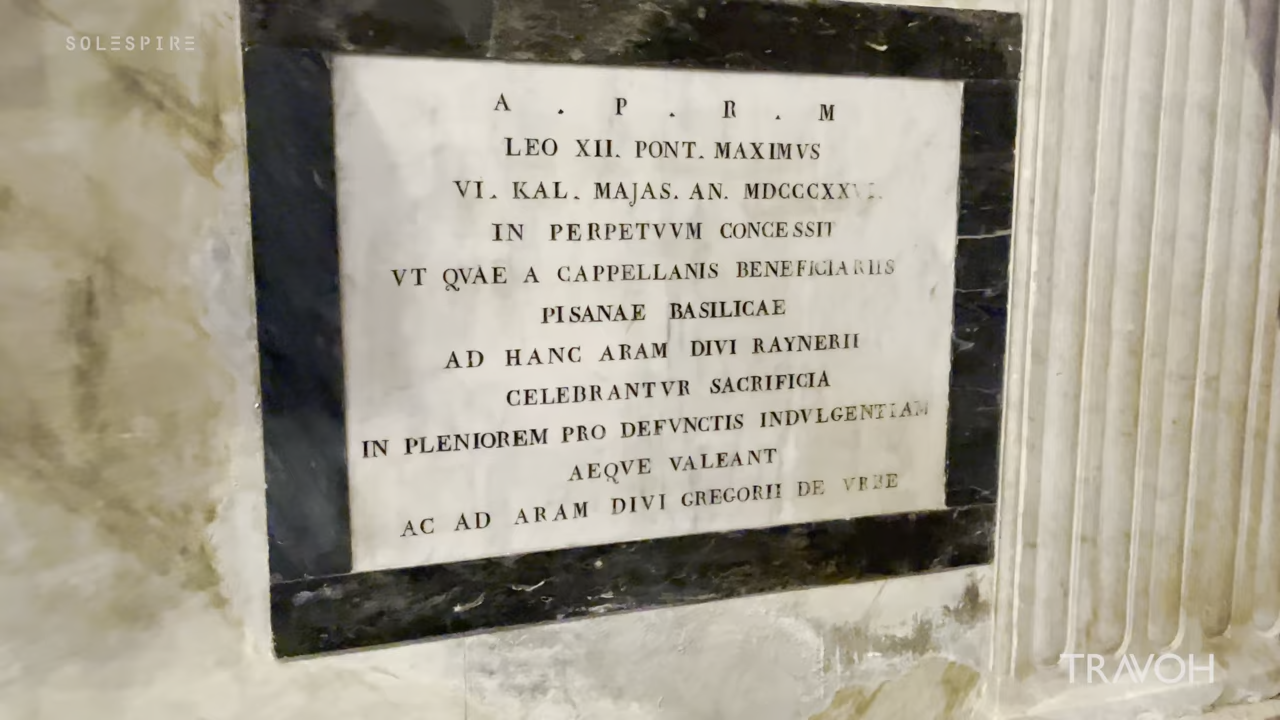 SOLESPIRE
A . P . R . M
LEO XII. PONT. MAXIMVS
VI. KAL. MAJAS. AN.
IN PERPETVVM CONCESSIT
VT QVAE A CAPPELLANIS BENEFICIARIIS
PISANAE BASILICAE
AD HANC ARAM DIVI RAYNERII
CELEBRANTVR SACRIFICIA
IN PLENIOREM PRO DEFVNCTIS INDVLGENTIAM
AEQVE VALEANT
AC AD ARAM DIVI GREGORII DE VRBE
TRAVOH